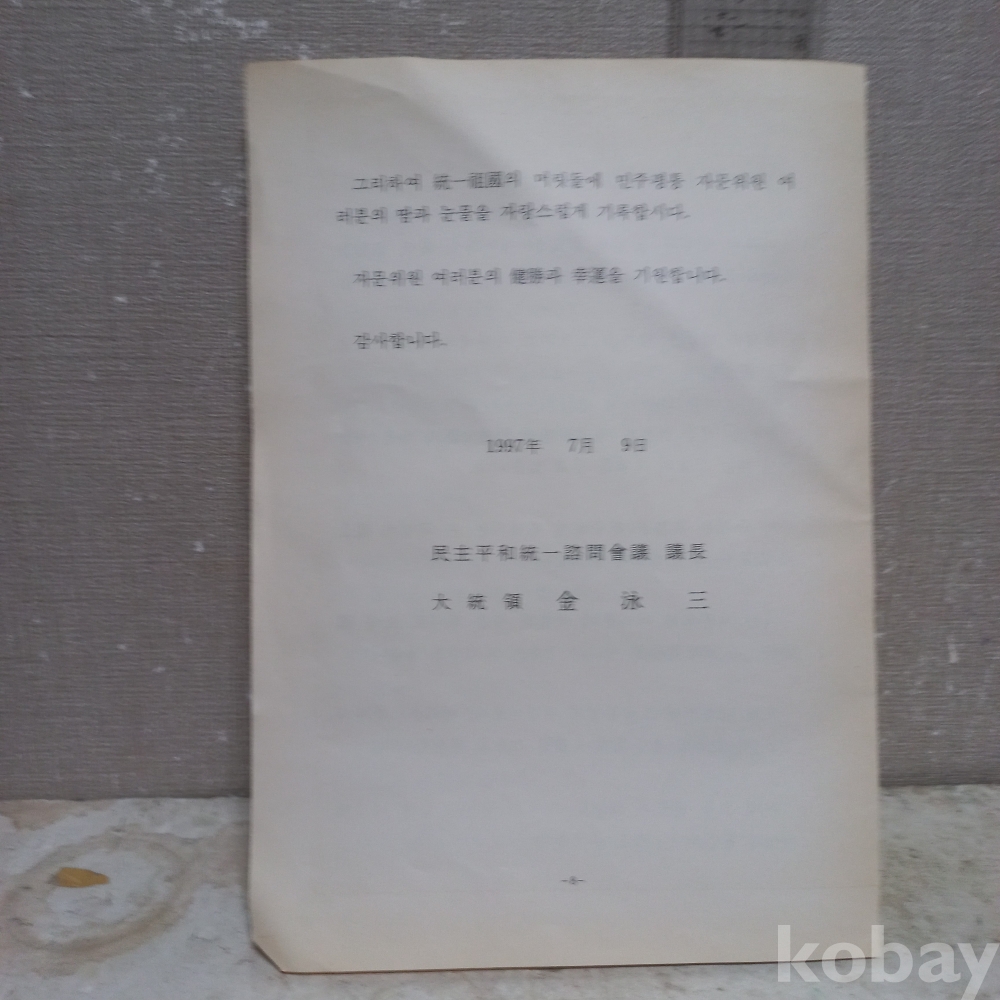 그리하여 統一祖國의 머릿돌에 민주평통 자문위원 여
러분의 땀과 눈물을 자랑스럽게 기록합시다.
자문위원 여러분의 健勝과 幸運을 기원합니다.
감사합니다.
1997年 7月 9日
民主平和統一諮問會議 議長
大統領 金泳三
kobay